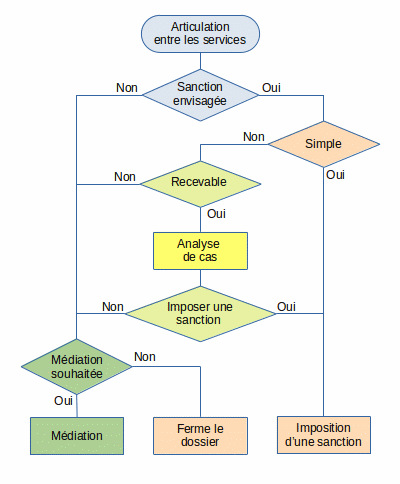 Articulation
entre les services
Non
Sanction
envisagée
Oui
Non
Simple
Non
Recevable
Oui
Oui
Analyse
de cas
Non
Imposer une
sanction
Oui
Médiation
souhaitée
Non
Oui
Médiation
Ferme le
dossier
Imposition
d'une sanction